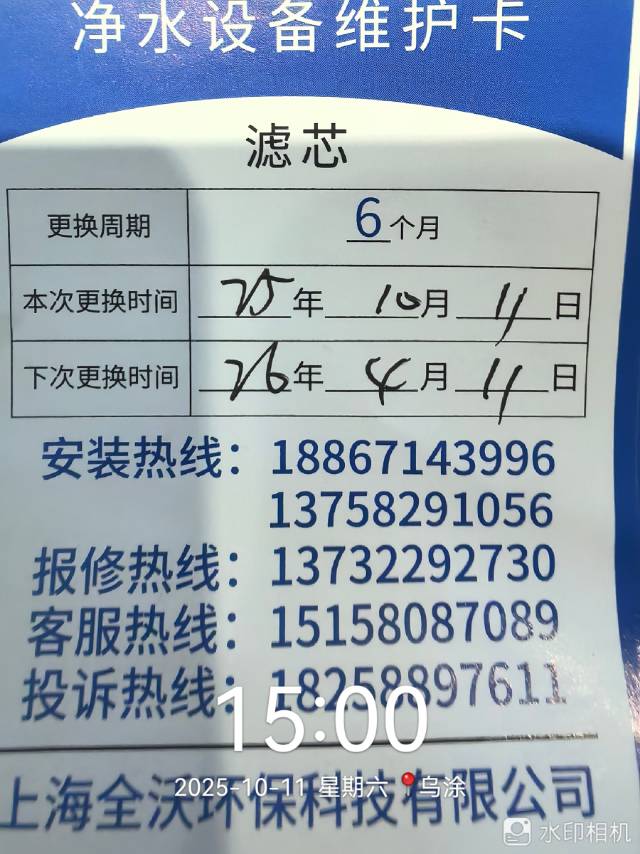 净水设备维护卡
滤芯
更换周期 6个月
本次更换时间 25年 10月 11日
下次更换时间 26年 4月 11日
安装热线：18867143996
13758291056
报修热线：13732292730
客服热线：15158087089
投诉热线：18258897611
15:00
2025-10-11 星期六 乌涂
上海全沃环保科技有限公司
水印相机